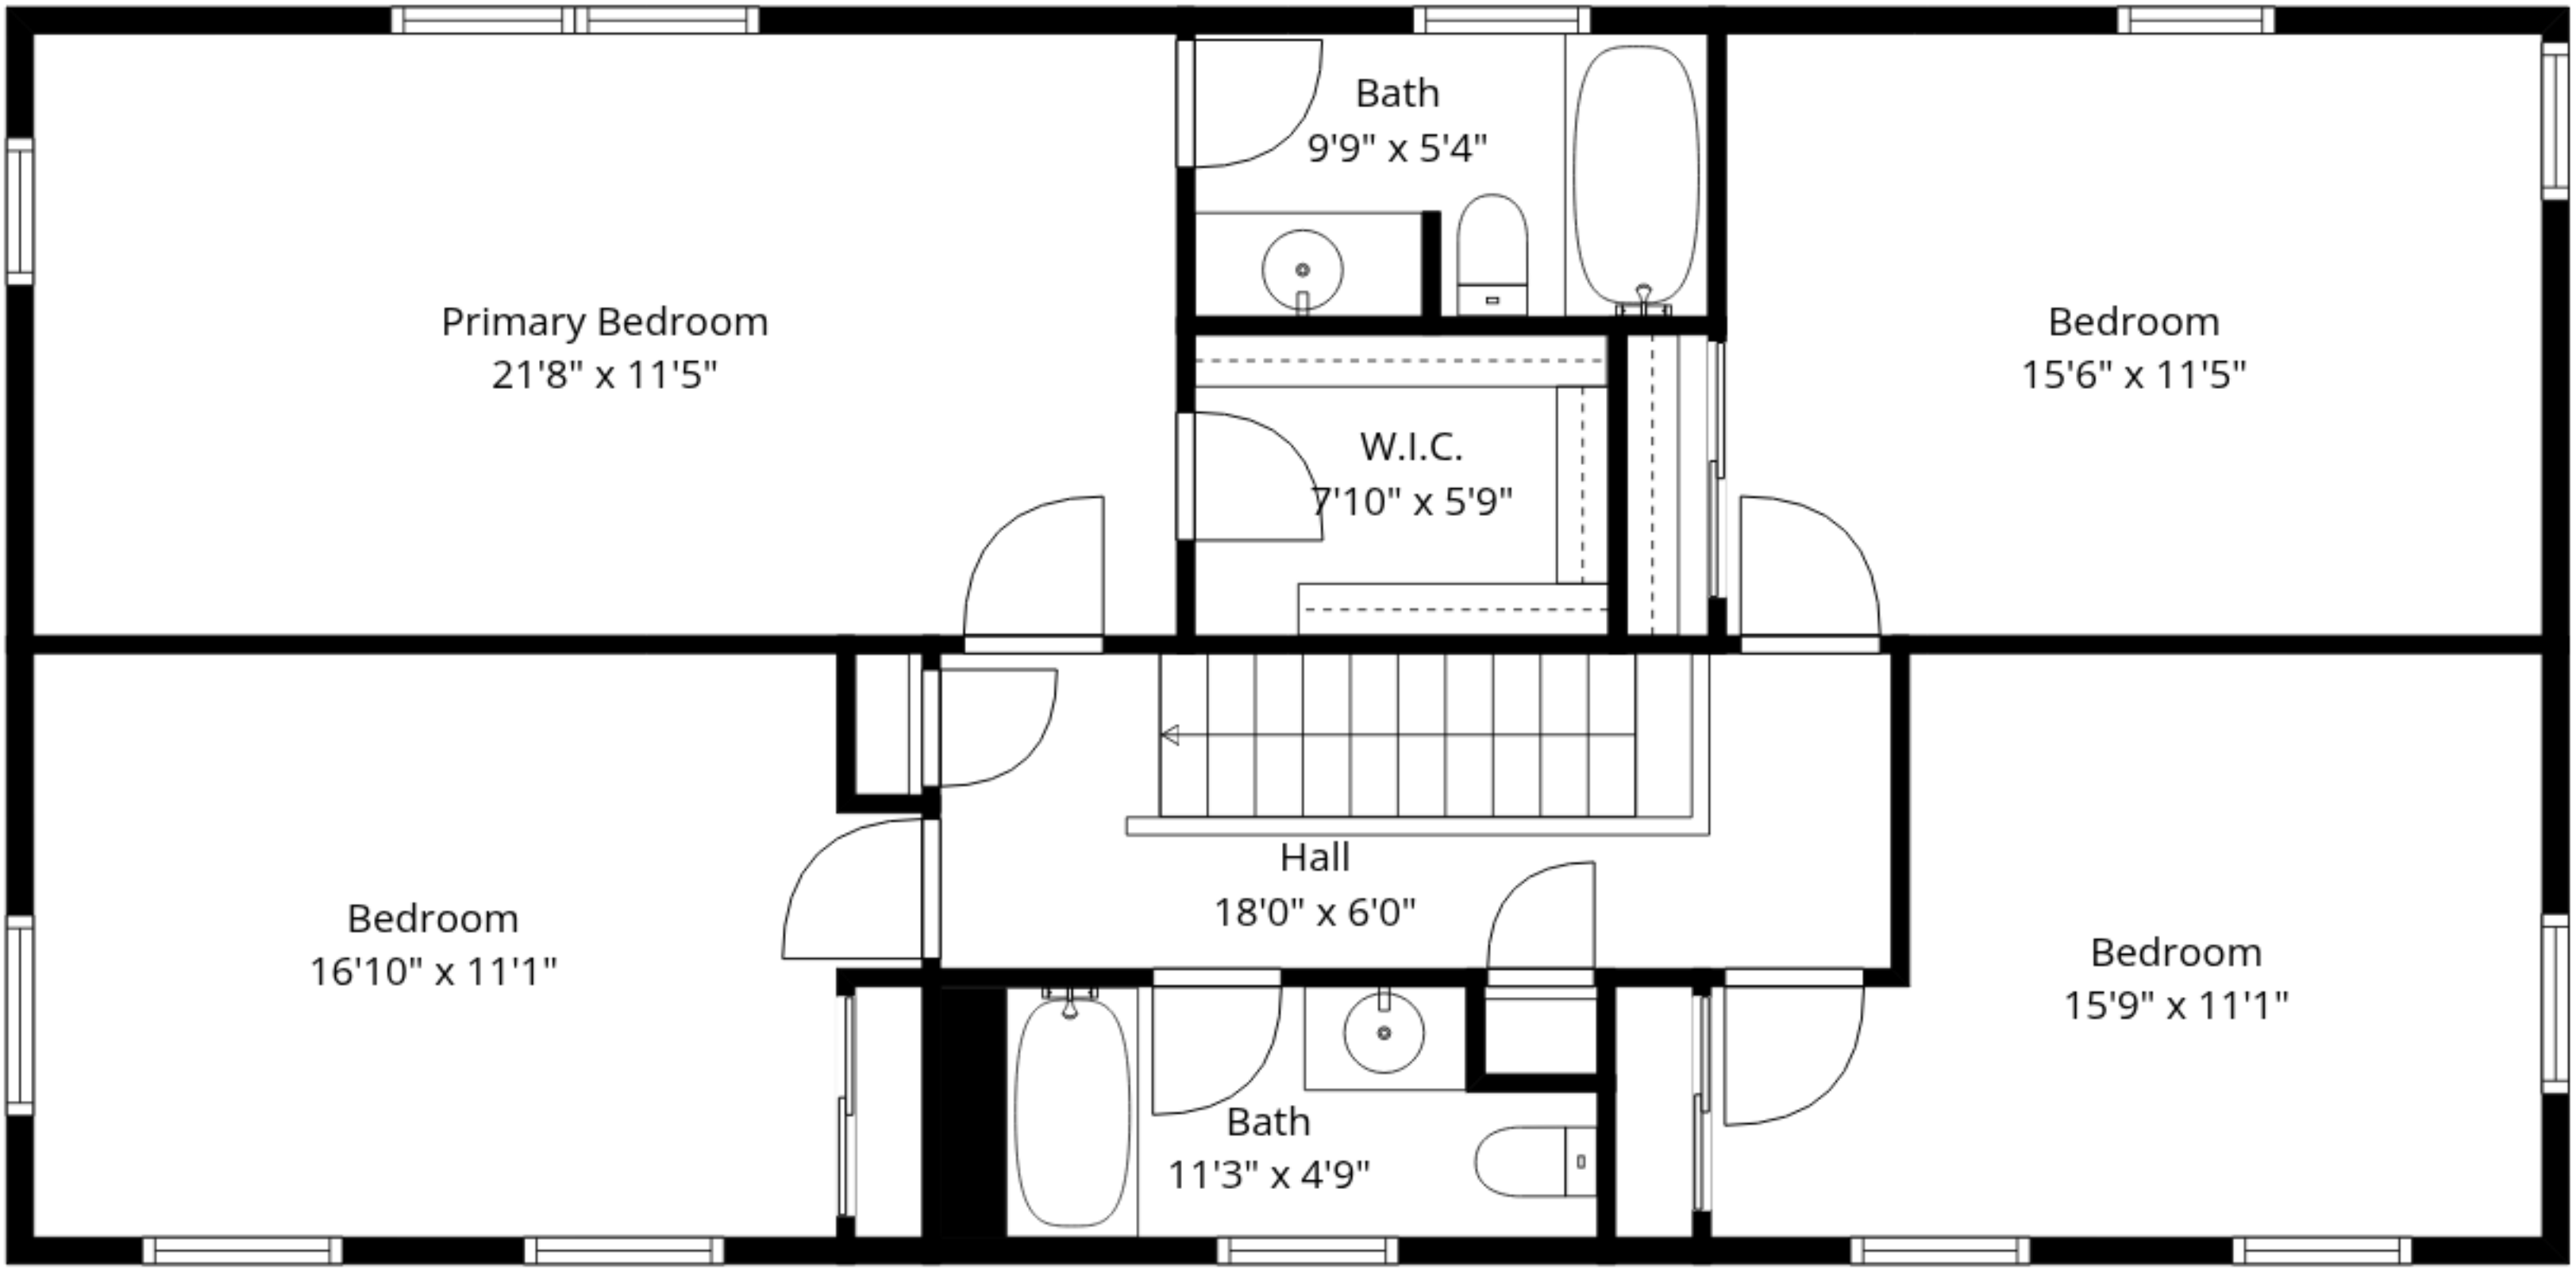 Bath
9'9" x 5'4"
Primary Bedroom
21'8" x 11'5"
Bedroom
15'6" x 11'5"
W.I.C.
7'10" x 5'9"
Hall
18'0" x 6'0"
Bedroom
16'10" x 11'1"
Bedroom
15'9" x 11'1"
Bath
11'3" x 4'9"